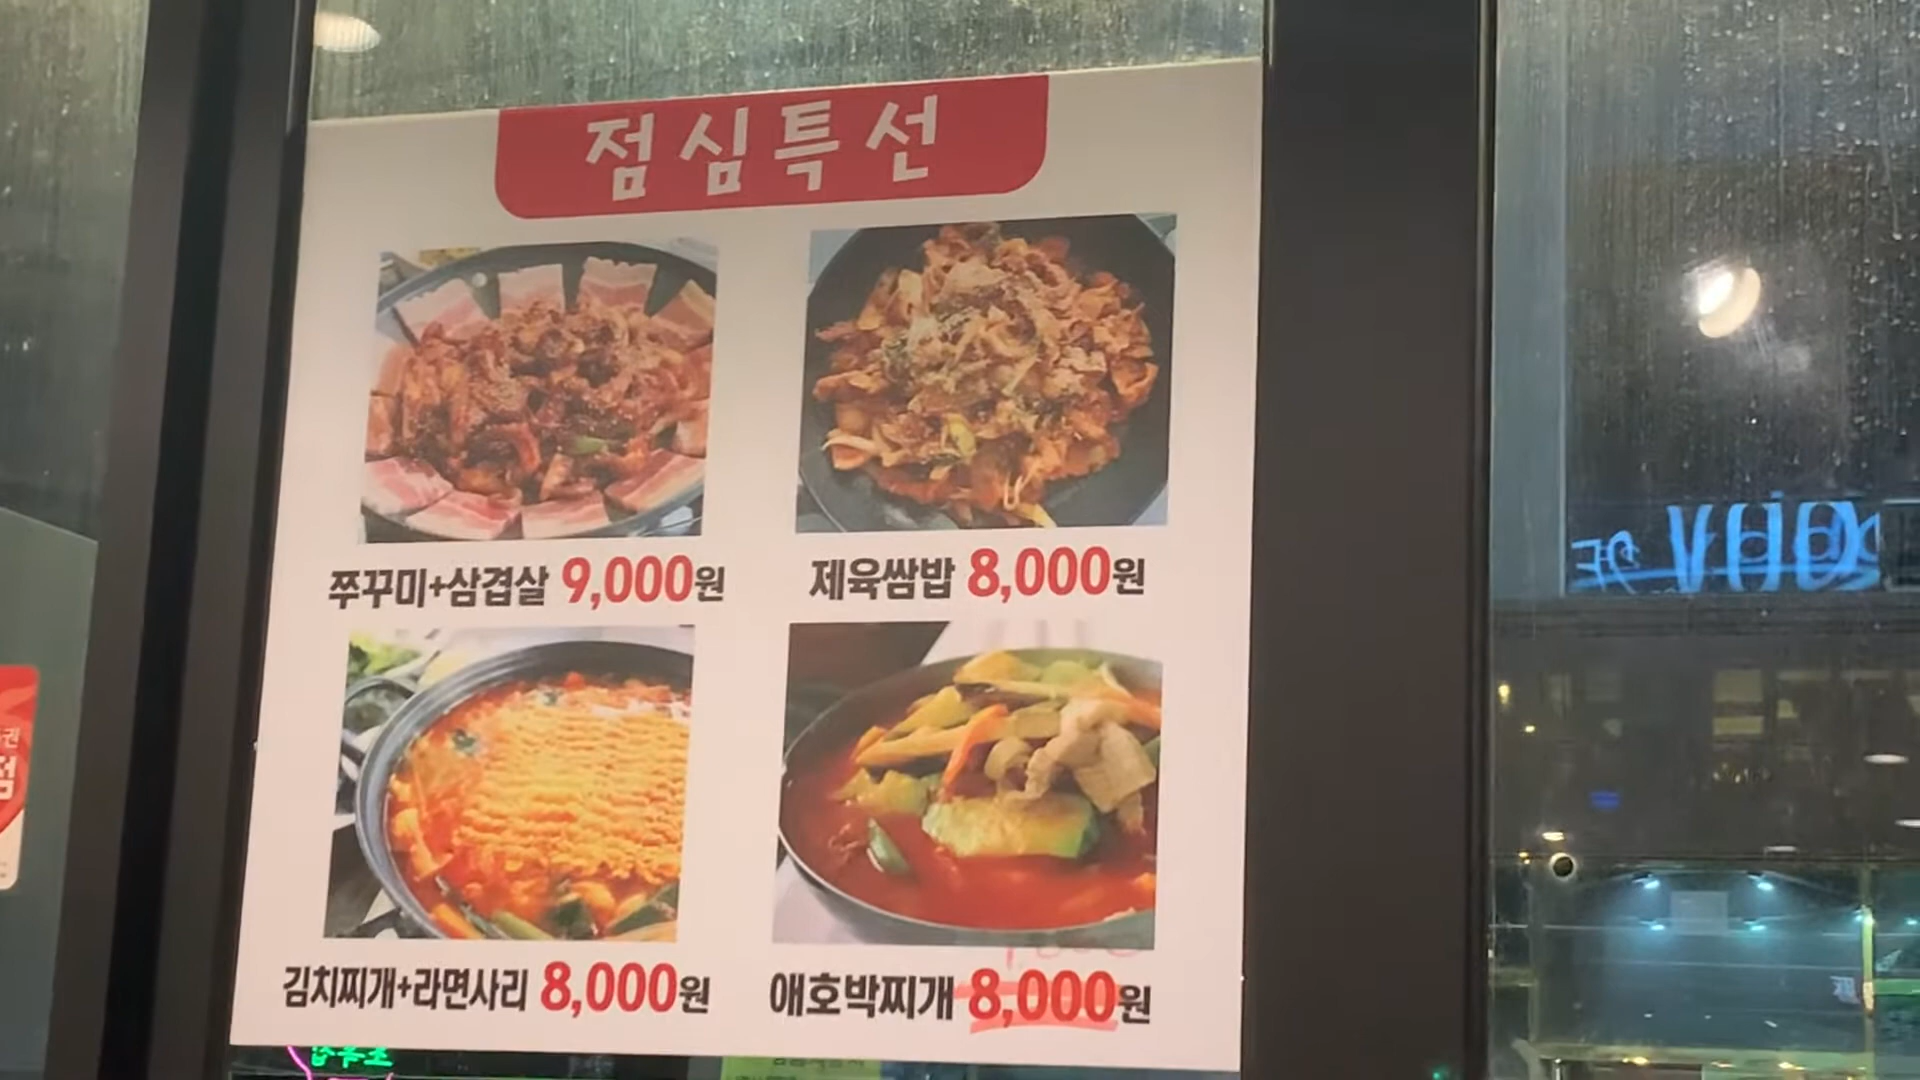 점심특선
쭈꾸미+삼겹살 9,000원
제육쌈밥 8,000원
김치찌개+라면사리 8,000원
애호박찌개 8,000원
권
점